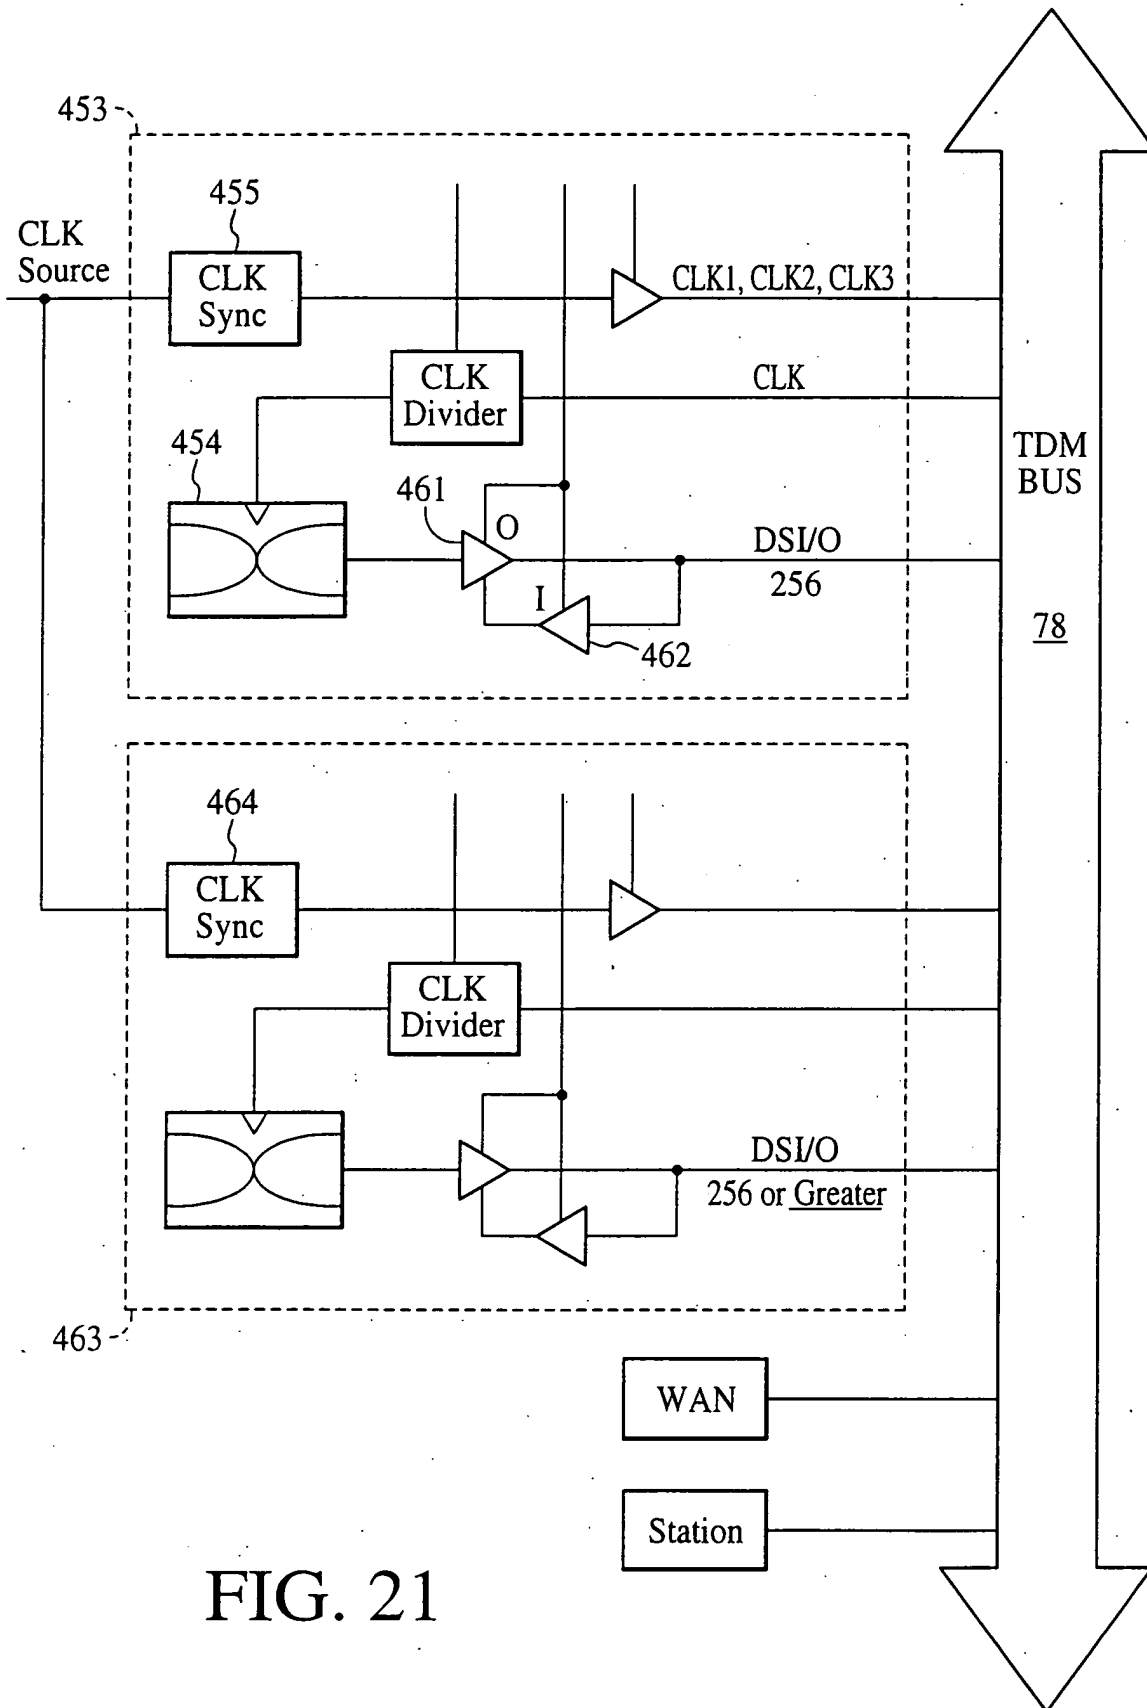 453
455
CLK
Source
CLK
Sync
CLK1, CLK2, CLK3
CLK
Divider
CLK
454
461
O
TDM
BUS
DSI/O
256
I
462
78
464
CLK
Sync
CLK
Divider
DSI/O
256 or Greater
463
WAN
Station
FIG. 21